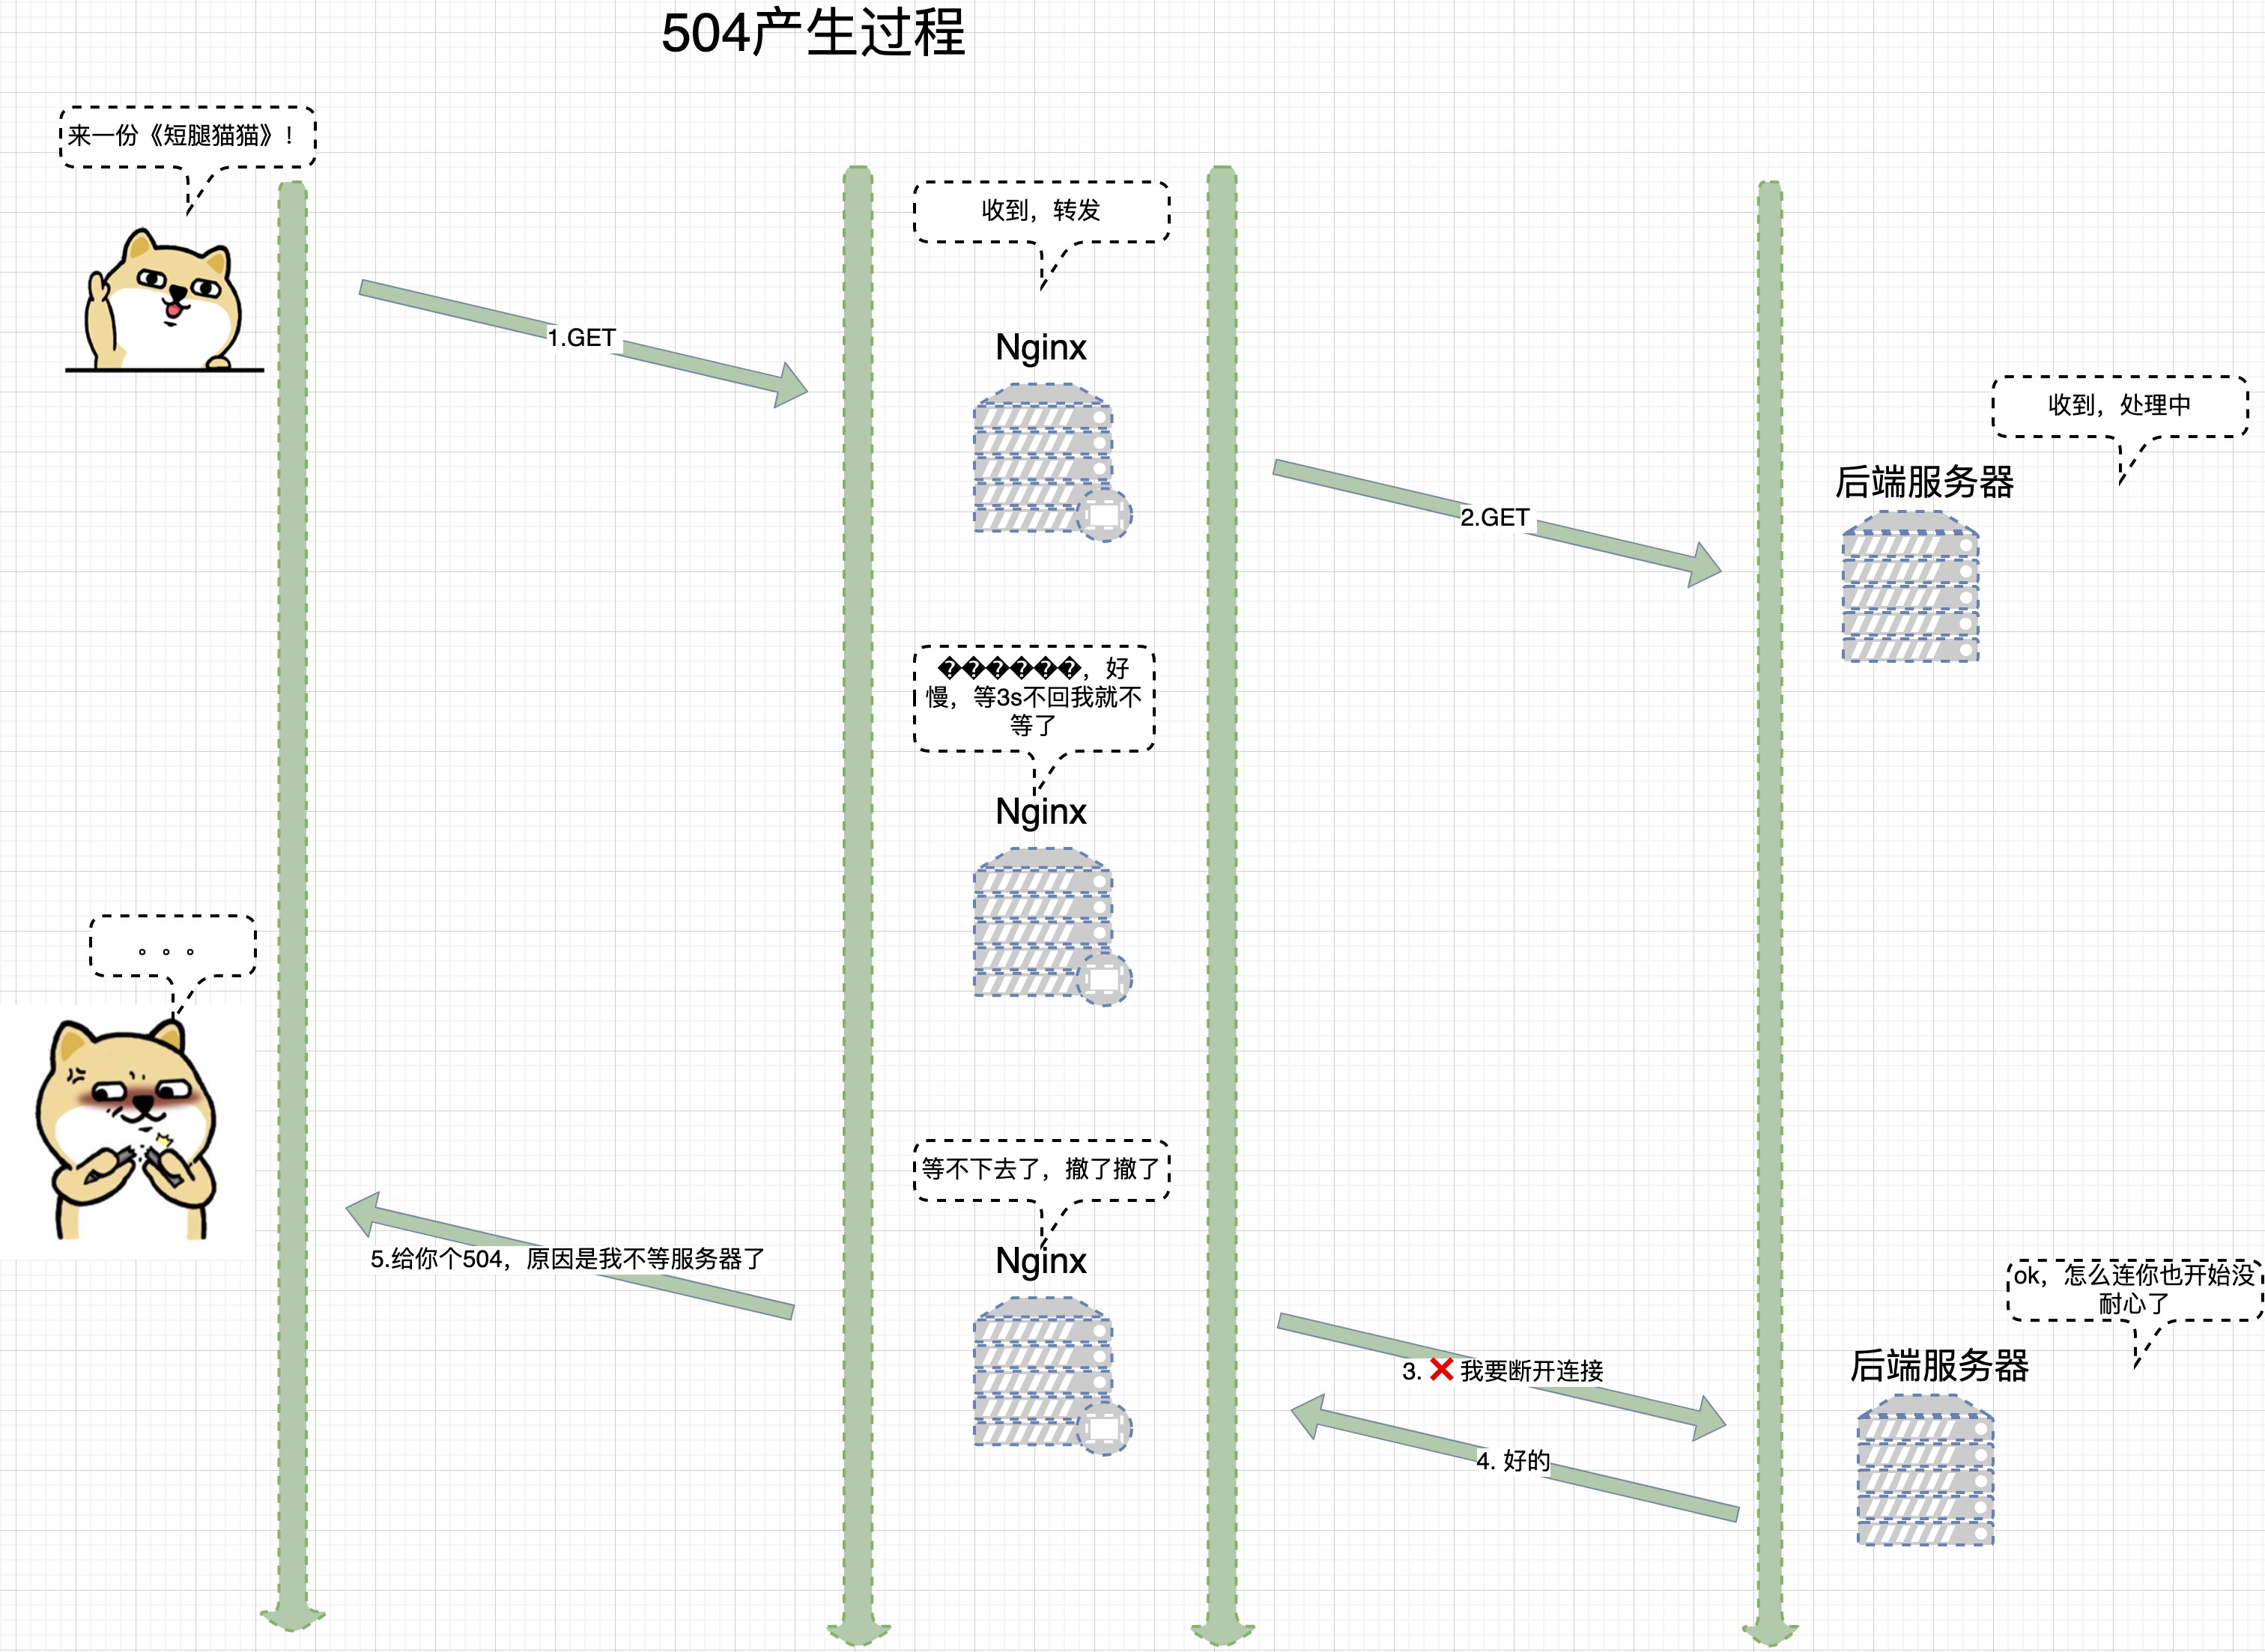 504产生过程
来一份《短腿猫猫》！
收到，转发
Nginx
1.GET
收到，处理中
后端服务器
2.GET
������，好
慢，等3s不回我就不
等了
Nginx
。。。
等不下去了，撤了撤了
Nginx
5.给你个504，原因是我不等服务器了
ok，怎么连你也开始没
耐心了
后端服务器
3. ❌ 我要断开连接
4. 好的